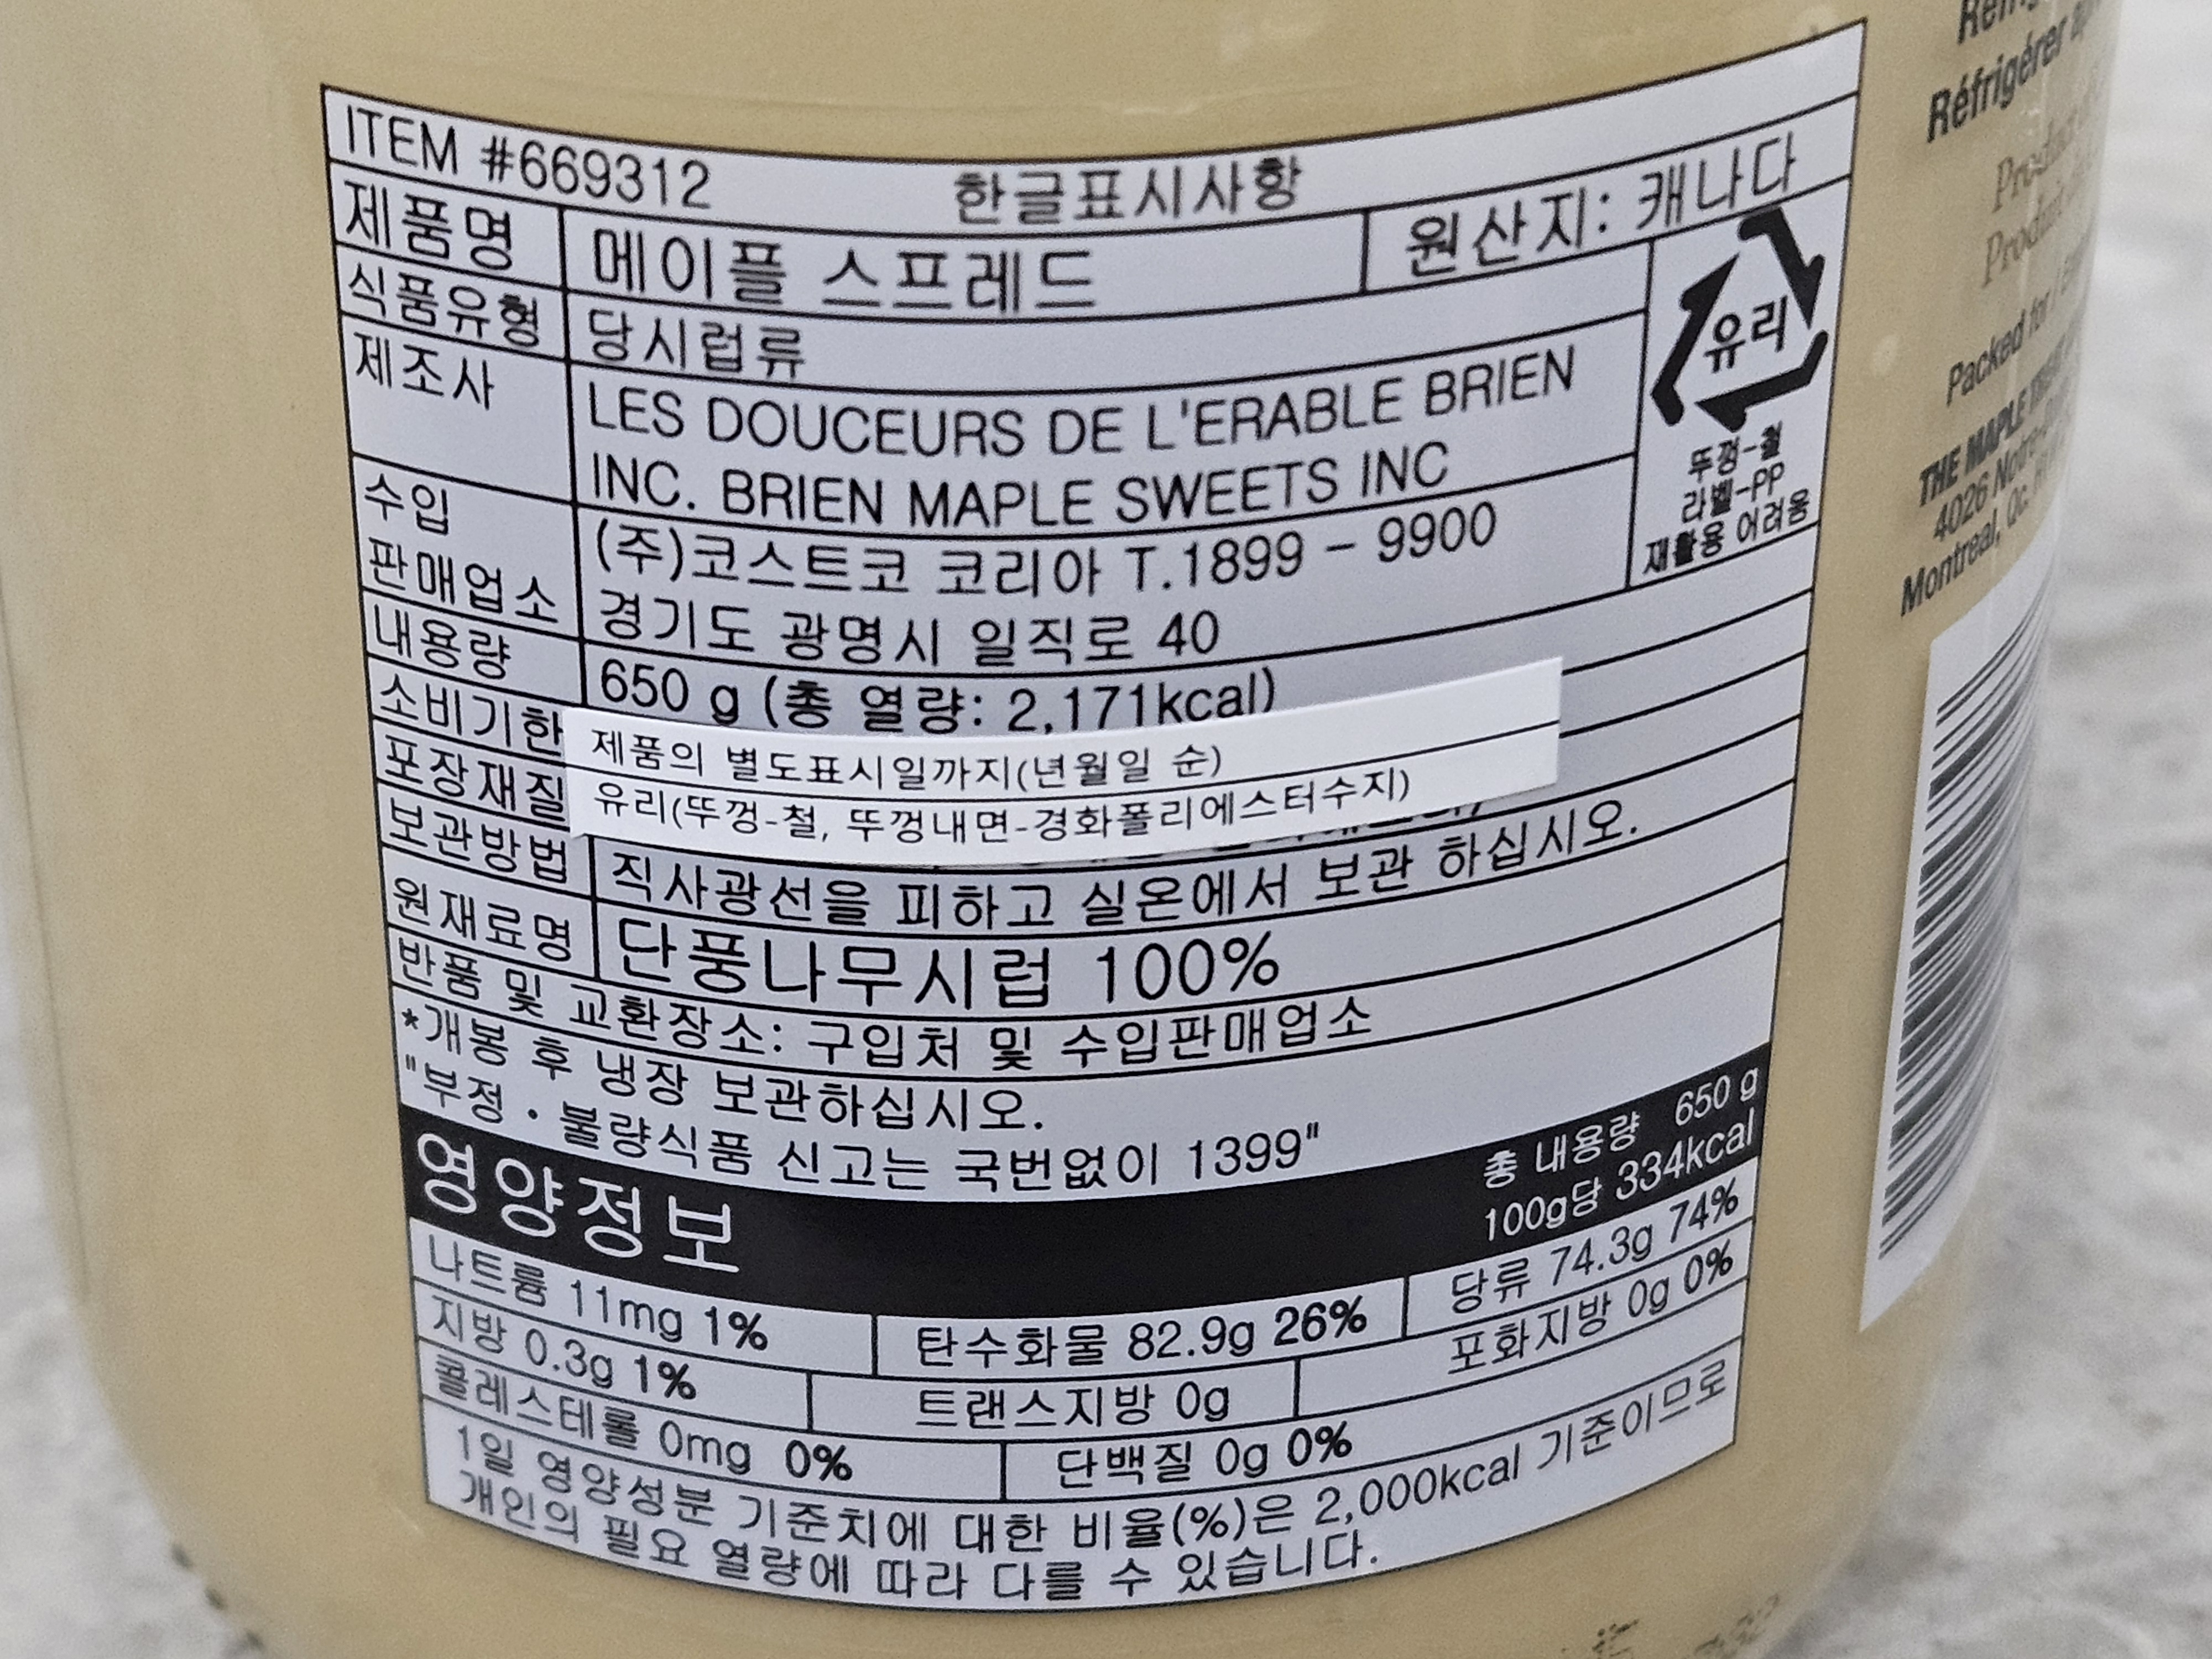 ITEM #669312 한글표시사항
제품명 메이플 스프레드 원산지: 캐나다
식품유형 당시럽류
제조사 LES DOUCEURS DE L'ERABLE BRIEN
INC. BRIEN MAPLE SWEETS INC
유리
뚜껑-철
라벨-PP
재활용 어려움
수입 (주)코스트코 코리아 T.1899 - 9900
판매업소 경기도 광명시 일직로 40
내용량 650 g (총 열량: 2,171kcal)
소비기한 제품의 별도표시일까지(년월일 순)
포장재질 유리(뚜껑-철, 뚜껑내면-경화폴리에스터수지)
보관방법 직사광선을 피하고 실온에서 보관 하십시오.
원재료명 단풍나무시럽 100%
반품 및 교환장소: 구입처 및 수입판매업소
*개봉 후 냉장 보관하십시오.
"부정·불량식품 신고는 국번없이 1399"
영양정보
총 내용량 650 g
100g당 334kcal
나트륨 11mg 1% 탄수화물 82.9g 26% 당류 74.3g 74%
지방 0.3g 1% 트랜스지방 0g 포화지방 0g 0%
콜레스테롤 0mg 0% 단백질 0g 0%
1일 영양성분 기준치에 대한 비율(%)은 2,000kcal 기준이므로
개인의 필요 열량에 따라 다를 수 있습니다.
Réfrigérer
Packed for
THE MAPLE
4026
Montreal, Qc.